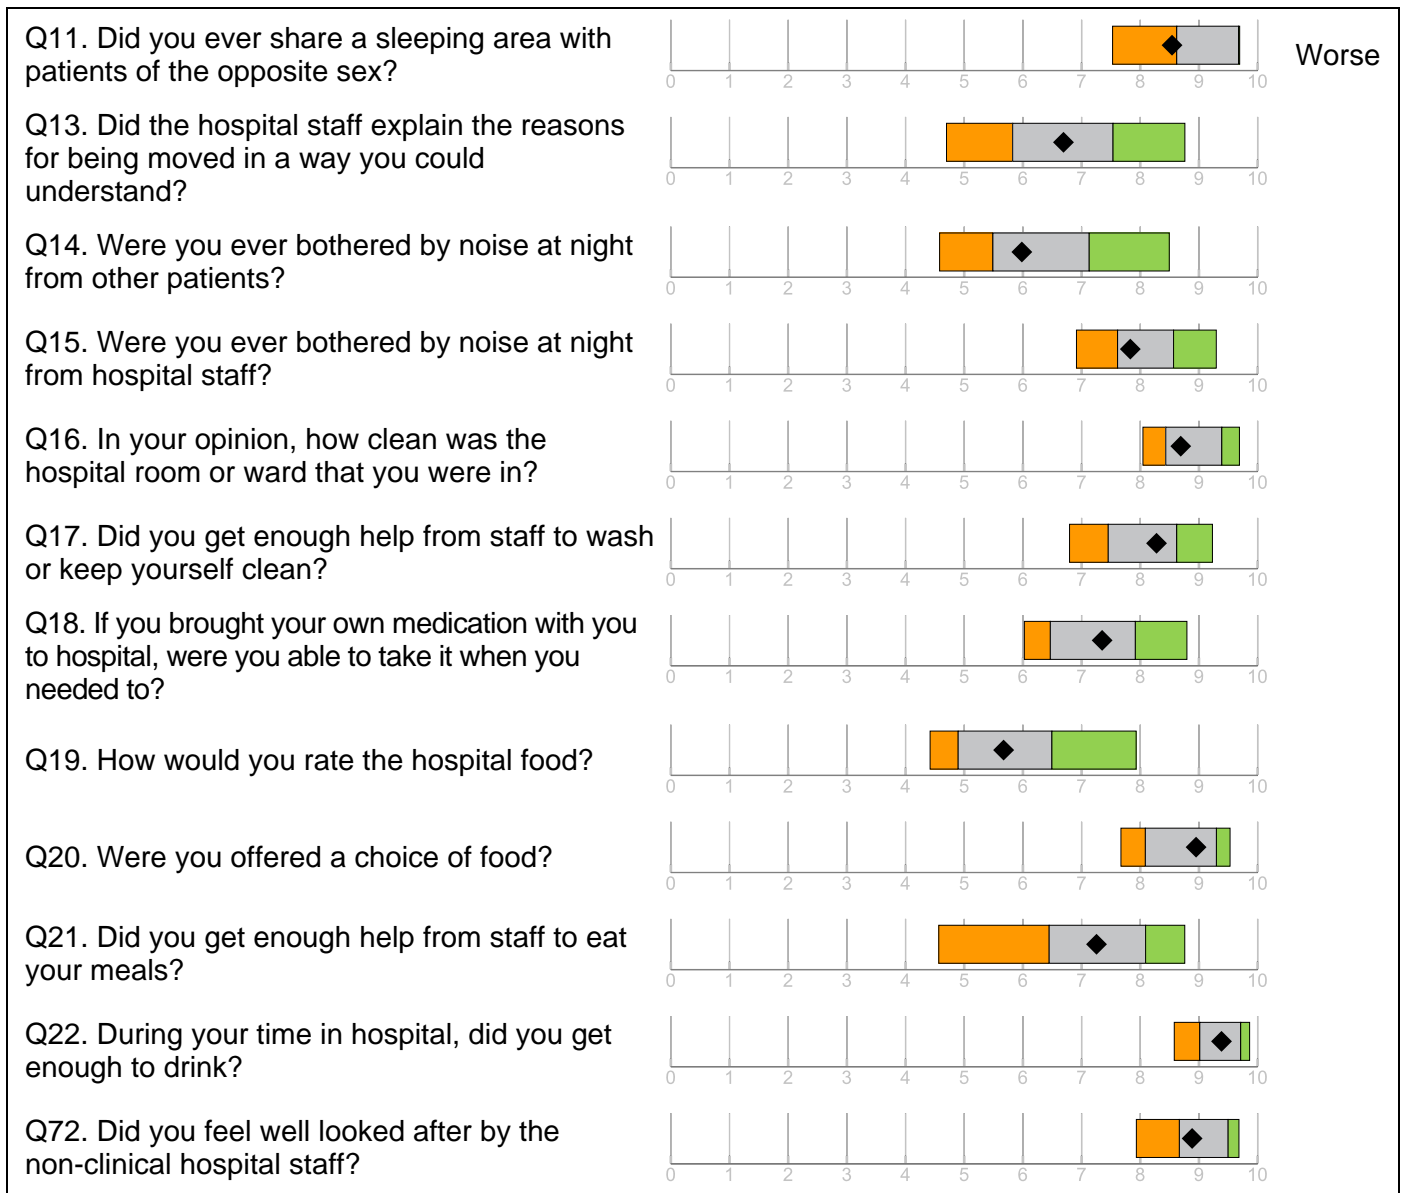 Q11. Did you ever share a sleeping area with
patients of the opposite sex?
0 1 2 3 4 5 6 7 8 9 10
Worse
Q13. Did the hospital staff explain the reasons
for being moved in a way you could
understand?
0 1 2 3 4 5 6 7 8 9 10
Q14. Were you ever bothered by noise at night
from other patients?
0 1 2 3 4 5 6 7 8 9 10
Q15. Were you ever bothered by noise at night
from hospital staff?
0 1 2 3 4 5 6 7 8 9 10
Q16. In your opinion, how clean was the
hospital room or ward that you were in?
0 1 2 3 4 5 6 7 8 9 10
Q17. Did you get enough help from staff to wash
or keep yourself clean?
0 1 2 3 4 5 6 7 8 9 10
Q18. If you brought your own medication with you
to hospital, were you able to take it when you
needed to?
0 1 2 3 4 5 6 7 8 9 10
Q19. How would you rate the hospital food?
0 1 2 3 4 5 6 7 8 9 10
Q20. Were you offered a choice of food?
0 1 2 3 4 5 6 7 8 9 10
Q21. Did you get enough help from staff to eat
your meals?
0 1 2 3 4 5 6 7 8 9 10
Q22. During your time in hospital, did you get
enough to drink?
0 1 2 3 4 5 6 7 8 9 10
Q72. Did you feel well looked after by the
non-clinical hospital staff?
0 1 2 3 4 5 6 7 8 9 10